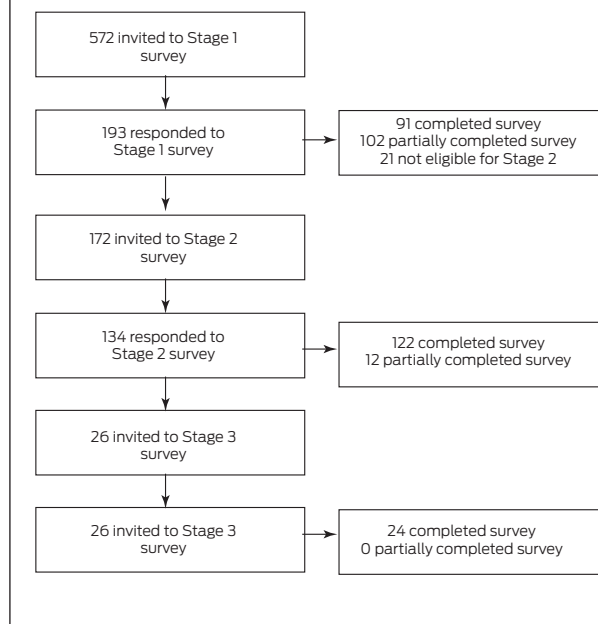 572 invited to Stage 1
survey
193 responded to
Stage 1 survey
91 completed survey
102 partially completed survey
21 not eligible for Stage 2
172 invited to Stage 2
survey
134 responded to
Stage 2 survey
122 completed survey
12 partially completed survey
26 invited to Stage 3
survey
26 invited to Stage 3
survey
24 completed survey
0 partially completed survey